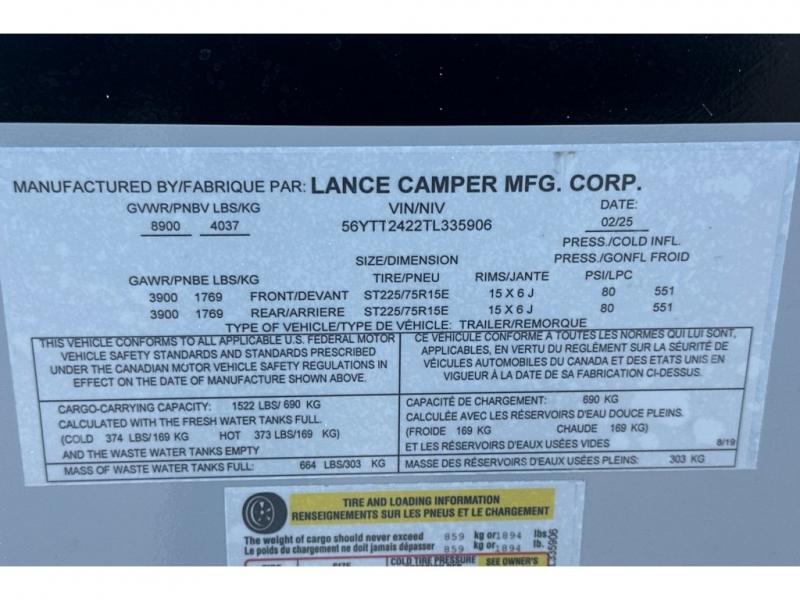 MANUFACTURED BY/FABRIQUE PAR: LANCE CAMPER MFG. CORP.
GVWR/PNBV LBS/KG VIN/NIV DATE:
8900 4037 56YTT2422TL335906 02/25
PRESS./COLD INFL.
SIZE/DIMENSION PRESS./GONFL FROID
GAWR/PNBE LBS/KG TIRE/PNEU RIMS/JANTE PSI/LPC
3900 1769 FRONT/DEVANT ST225/75R15E 15 X 6 J 80 551
3900 1769 REAR/ARRIERE ST225/75R15E 15 X 6 J 80 551
TYPE OF VEHICLE/TYPE DE VÉHICLE: TRAILER/REMORQUE
THIS VEHICLE CONFORMS TO ALL APPLICABLE U.S. FEDERAL MOTOR
VEHICLE SAFETY STANDARDS AND STANDARDS PRESCRIBED
UNDER THE CANADIAN MOTOR VEHICLE SAFETY REGULATIONS IN
EFFECT ON THE DATE OF MANUFACTURE SHOWN ABOVE.
CE VÉHICULE CONFORME A TOUTES LES NORMES QUI LUI SONT,
APPLICABLES, EN VERTU DU REGLEMENT SUR LA SÉCURITÉ DE
VÉICULES AUTOMOBILES DU CANADA ET DES ETATS UNIS EN
VIGUEUR À LA DATE DE SA FABRICATION CI-DESSUS.
CARGO-CARRYING CAPACITY: 1522 LBS/ 690 KG
CALCULATED WITH THE FRESH WATER TANKS FULL.
(COLD 374 LBS/169 KG HOT 373 LBS/169 KG)
AND THE WASTE WATER TANKS EMPTY
MASS OF WASTE WATER TANKS FULL: 664 LBS/303 KG
CAPACITÉ DE CHARGEMENT: 690 KG
CALCULÉE AVEC LES RÉSERVOIRS D'EAU DOUCE PLEINS.
(FROIDE 169 KG CHAUDE 169 KG)
ET LES RÉSERVOIRS D'EAUX USÉES VIDES 8/19
MASSE DES RÉSERVOIRS D'EAUX USÉES PLEINS: 303 KG
TIRE AND LOADING INFORMATION
RENSEIGNEMENTS SUR LES PNEUS ET LE CHARGEMENT
The weight of cargo should never exceed 859 kg or 1894 lbs
Le poids du chargement ne doit jamais dépasser 859 kg or 1894 lb.
COLD TIRE PRESSURE SEE OWNER'S
L335906